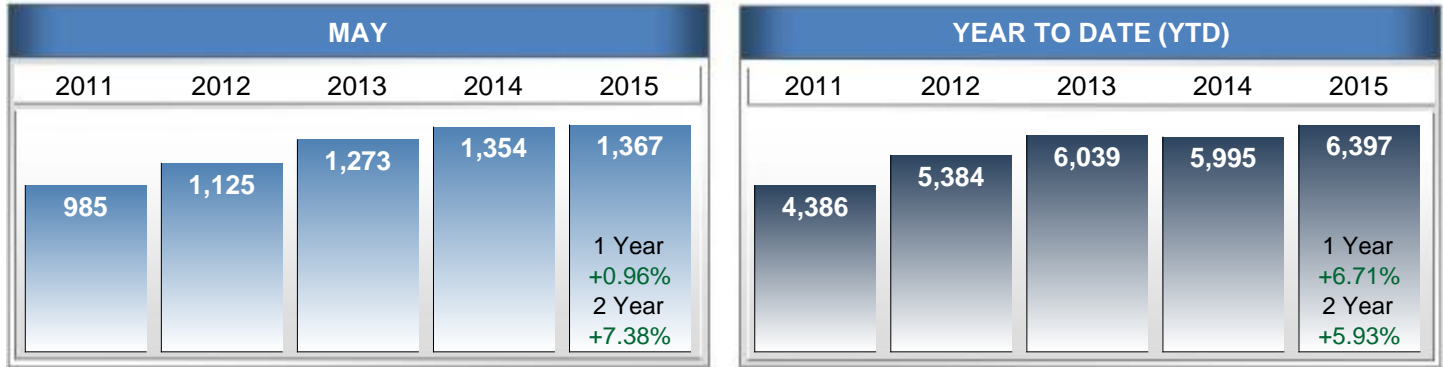 MAY
2011 2012 2013 2014 2015
985 1,125 1,273 1,354 1,367
1 Year
+0.96%
2 Year
+7.38%
YEAR TO DATE (YTD)
2011 2012 2013 2014 2015
4,386 5,384 6,039 5,995 6,397
1 Year
+6.71%
2 Year
+5.93%